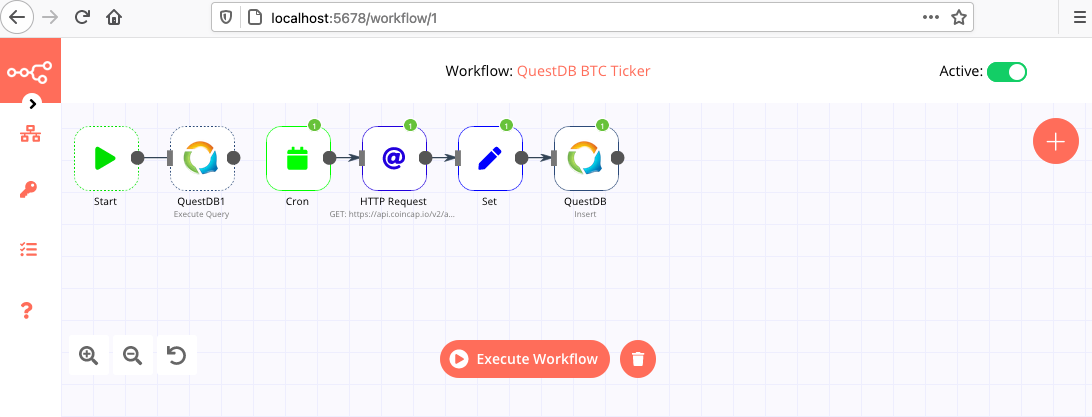 localhost:5678/workflow/1
Workflow: QuestDB BTC Ticker
Active:
1 1 1 1
Start QuestDB1 Cron HTTP Request Set QuestDB
Execute Query GET: https://api.coincap.io/v2/a... Insert
Execute Workflow